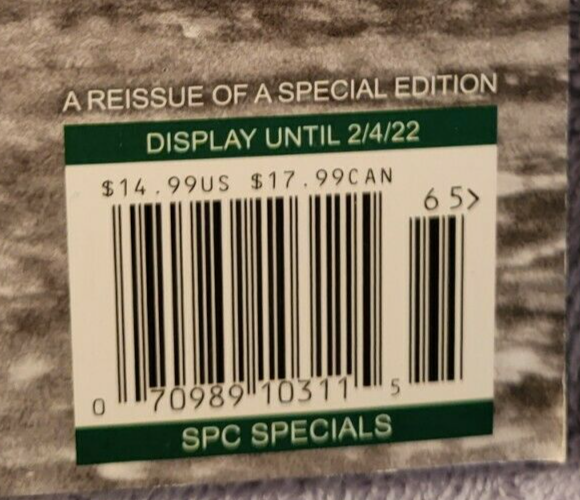 A REISSUE OF A SPECIAL EDITION
DISPLAY UNTIL 2/4/22
$14.99US $17.99CAN
65>
0 70989 10311 5
SPC SPECIALS